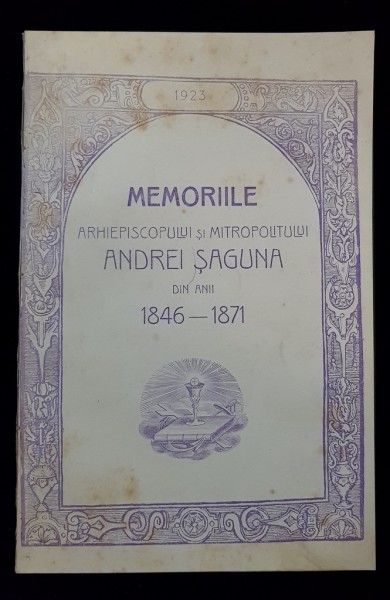 1923
MEMORIILE
ARHIEPISCOPULUI ȘI MITROPOLITULUI
ANDREI ȘAGUNA
DIN ANII
1846—1871